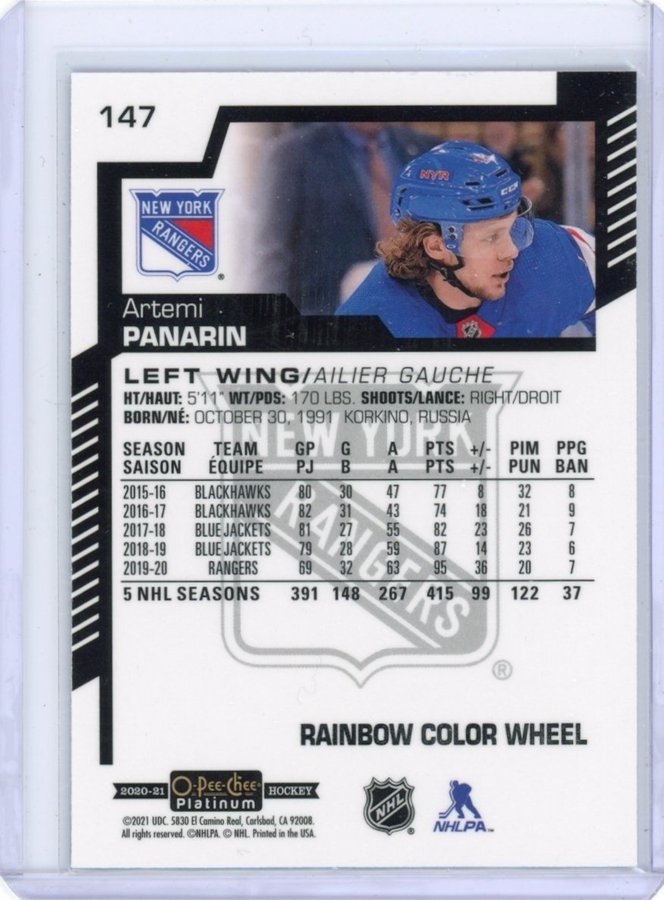 147
NYR
CCM
NEW YORK
RANGERS
®
Artemi
PANARIN
LEFT WING/AILIER GAUCHE
HT/HAUT: 5'11" WT/PDS: 170 LBS. SHOOTS/LANCE: RIGHT/DROIT
BORN/NÉ: OCTOBER 30, 1991 KORKINO, RUSSIA
NEW YORK
RANGERS
®
SEASON TEAM GP G A PTS +/- PIM PPG
SAISON ÉQUIPE PJ B A PTS +/- PUN BAN
2015-16 BLACKHAWKS 80 30 47 77 8 32 8
2016-17 BLACKHAWKS 82 31 43 74 18 21 9
2017-18 BLUE JACKETS 81 27 55 82 23 26 7
2018-19 BLUE JACKETS 79 28 59 87 14 23 6
2019-20 RANGERS 69 32 63 95 36 20 7
5 NHL SEASONS 391 148 267 415 99 122 37
RAINBOW COLOR WHEEL
2020-21 O-Pee-Chee Platinum HOCKEY
©2021 UDC. 5830 El Camino Real, Carlsbad, CA 92008.
All rights reserved. ©NHLPA. © NHL. Printed in the USA.
NHL
NHLPA